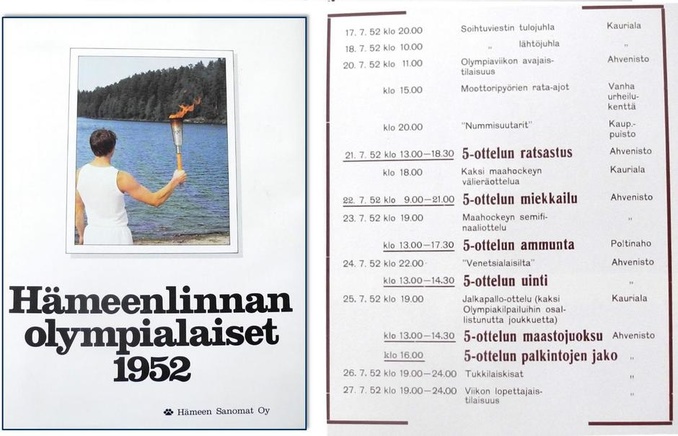 Hämeenlinnan
olympialaiset
1952
Hämeen Sanomat Oy
17. 7. 52 klo 20.00 Soihtuviestin tulojuhla Kauriala
18. 7. 52 klo 10.00 „ lähtöjuhla „
20. 7. 52 klo 11.00 Olympiaviikon avajais- Ahvenisto
tilaisuus
klo 15.00 Moottoripyörien rata-ajot Vanha
urheilu-
kenttä
klo 20.00 "Nummisuutarit" Kaup.-
puisto
21. 7. 52 klo 13.00—18.30 5-ottelun ratsastus Ahvenisto
klo 18.00 Kaksi maahockeyn Kauriala
välieräottelua
22. 7. 52 klo 9.00—21.00 5-ottelun miekkailu Ahvenisto
23. 7. 52 klo 19.00 Maahockeyn semifi- „
naaliottelu
klo 13.00—17.30 5-ottelun ammunta Poltinaho
24. 7. 52 klo 22.00 "Venetsialaisilta" Ahvenisto
klo 13.00—14.30 5-ottelun uinti „
25. 7. 52 klo 19.00 Jalkapallo-ottelu (kaksi Kauriala
Olympiakilpailuihin osal-
listunutta joukkuetta)
klo 13.00—14.30 5-ottelun maastojuoksu Ahvenisto
klo 16.00 5-ottelun palkintojen jako „
26. 7. 52 klo 19.00—24.00 Tukkilaiskisat „
27. 7. 52 klo 19.00—24.00 Viikon lopettajais- „
tilaisuus